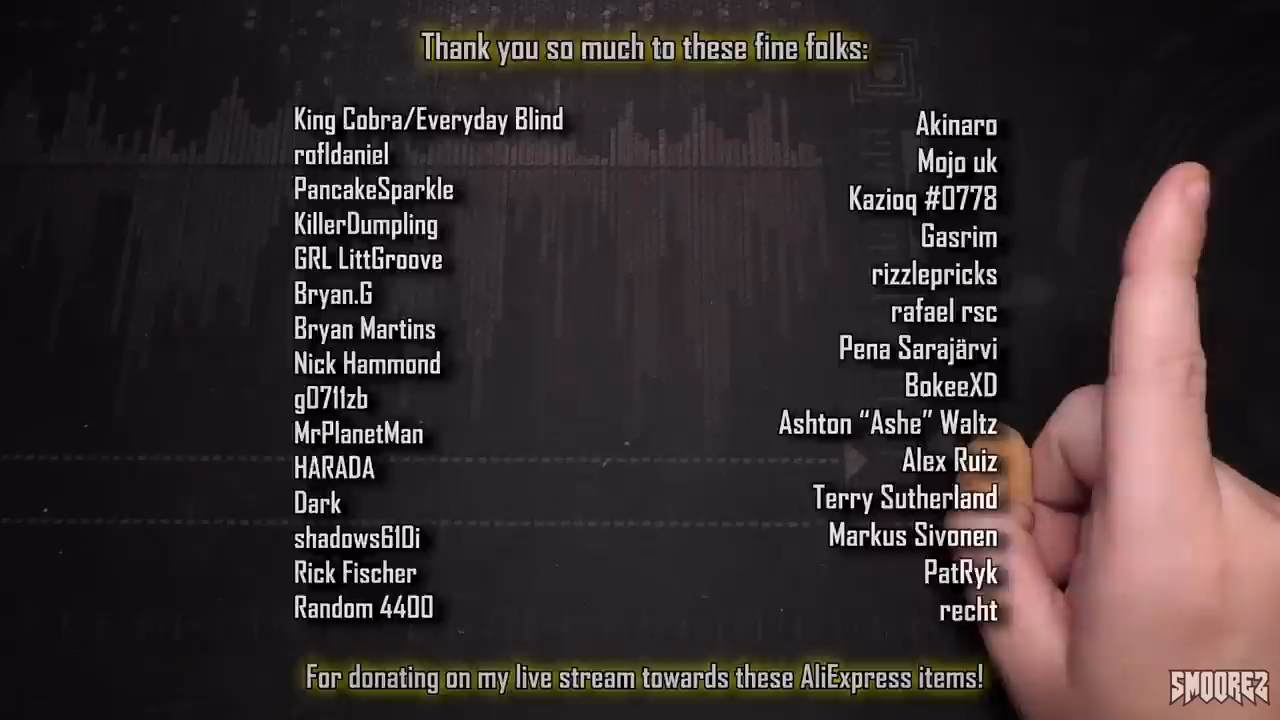 Thank you so much to these fine folks:
King Cobra/Everyday Blind
rofldaniel
PancakeSparkle
KillerDumpling
GRL LittGroove
Bryan.G
Bryan Martins
Nick Hammond
g0711zb
MrPlanetMan
HARADA
Dark
shadows610i
Rick Fischer
Random 4400
Akinaro
Mojo uk
Kazioq #0778
Gasrim
rizzlepricks
rafael rsc
Pena Sarajärvi
BokeeXD
Ashton “Ashe” Waltz
Alex Ruiz
Terry Sutherland
Markus Sivonen
PatRyk
recht
For donating on my live stream towards these AliExpress items!
SMOOREZ